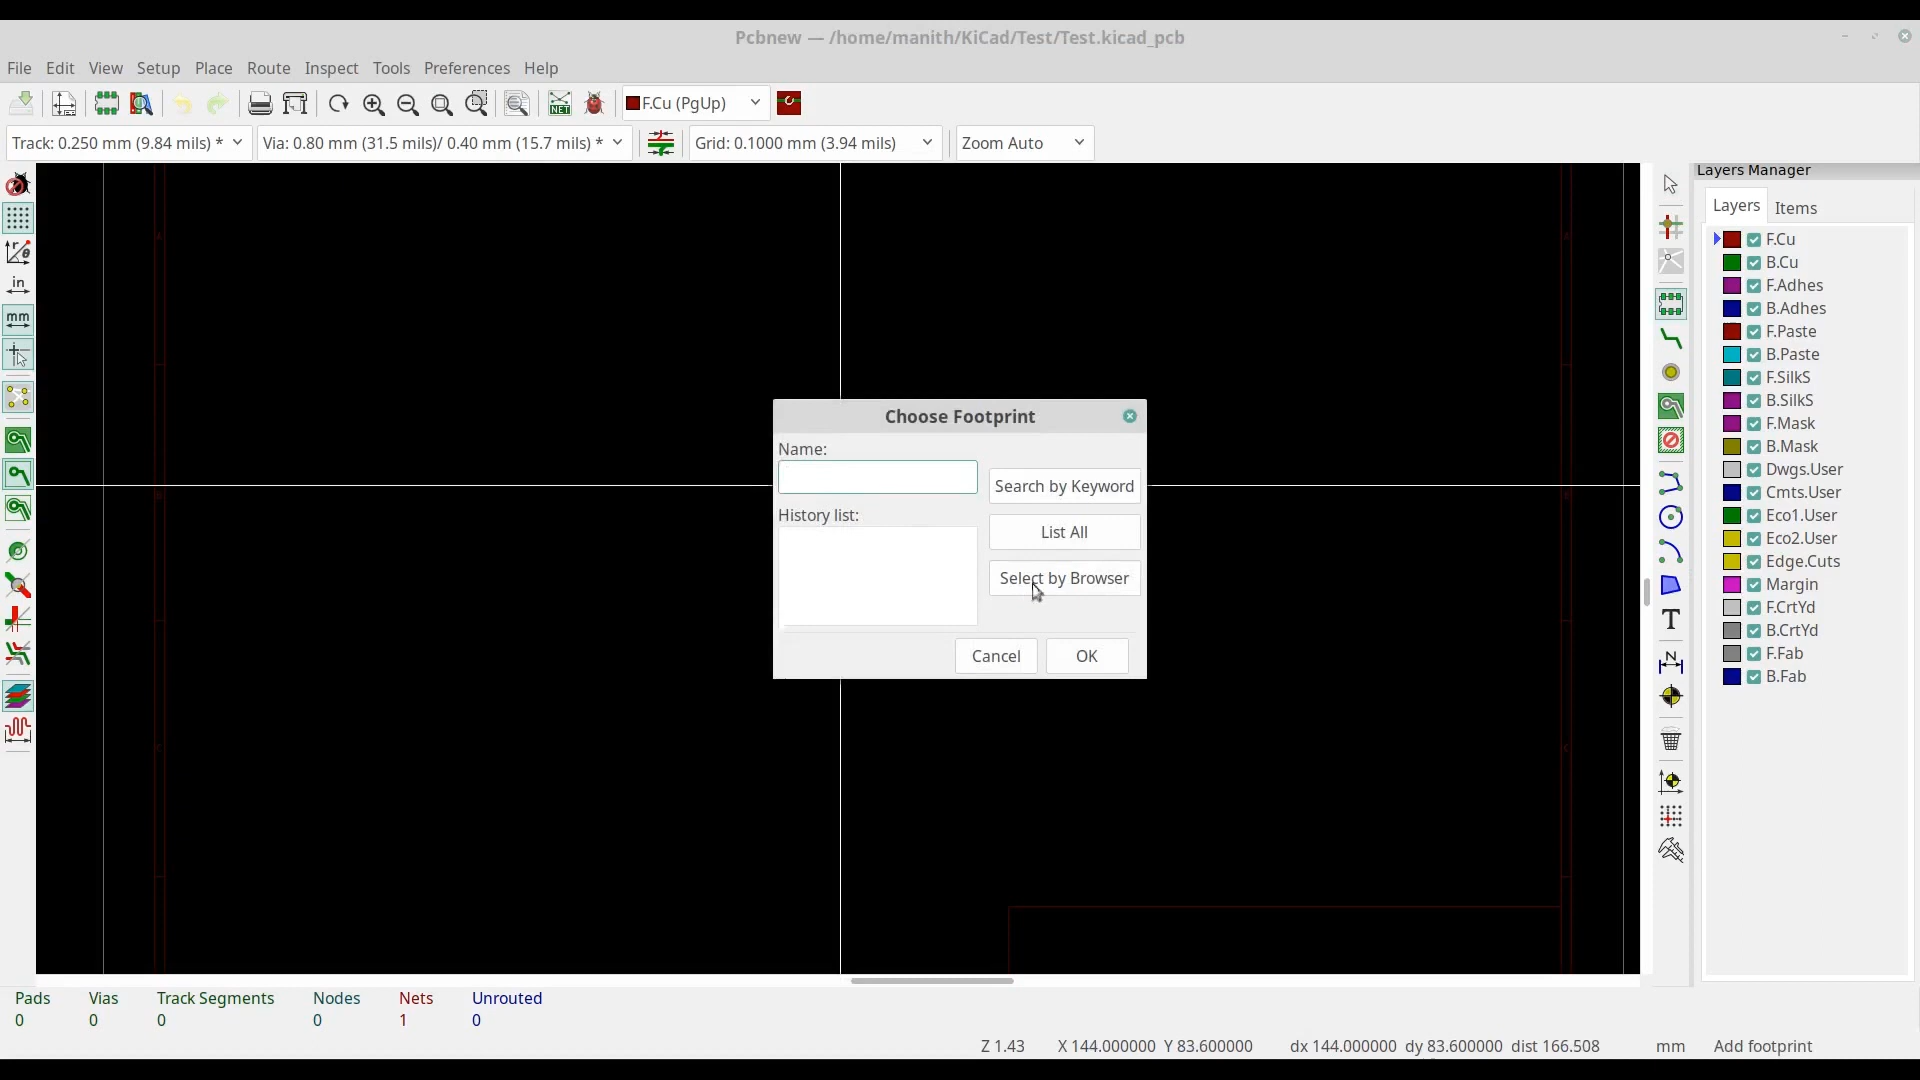 Pcbnew — /home/manith/KiCad/Test/Test.kicad_pcb
File Edit View Setup Place Route Inspect Tools Preferences Help
NET F.Cu (PgUp)
Track: 0.250 mm (9.84 mils) * Via: 0.80 mm (31.5 mils)/ 0.40 mm (15.7 mils) * Grid: 0.1000 mm (3.94 mils) Zoom Auto
in
mm
Choose Footprint
Name:
Search by Keyword
History list:
List All
Select by Browser
Cancel OK
Layers Manager
Layers Items
F.Cu
B.Cu
F.Adhes
B.Adhes
F.Paste
B.Paste
F.SilkS
B.SilkS
F.Mask
B.Mask
Dwgs.User
Cmts.User
Eco1.User
Eco2.User
Edge.Cuts
Margin
F.CrtYd
B.CrtYd
F.Fab
B.Fab
Pads Vias Track Segments Nodes Nets Unrouted
0 0 0 0 1 0
Z 1.43 X 144.000000 Y 83.600000 dx 144.000000 dy 83.600000 dist 166.508 mm Add footprint